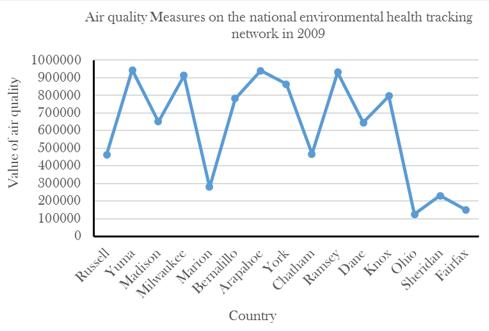 Air quality Measures on the national environmental health tracking
network in 2009
Value of air quality
1000000
900000
800000
700000
600000
500000
400000
300000
200000
100000
0
Russell
Yuma
Madison
Milwaukee
Marion
Bernalillo
Arapahoe
York
Chatham
Ramsey
Dane
Knox
Ohio
Sheridan
Fairfax
Country